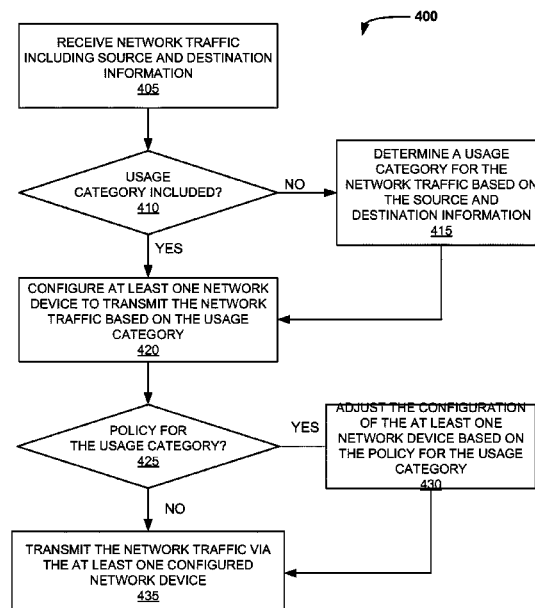 400
RECEIVE NETWORK TRAFFIC
INCLUDING SOURCE AND DESTINATION
INFORMATION
405
USAGE
CATEGORY INCLUDED?
410
NO
DETERMINE A USAGE
CATEGORY FOR THE
NETWORK TRAFFIC BASED ON
THE SOURCE AND
DESTINATION INFORMATION
415
YES
CONFIGURE AT LEAST ONE NETWORK
DEVICE TO TRANSMIT THE NETWORK
TRAFFIC BASED ON THE USAGE
CATEGORY
420
POLICY FOR
THE USAGE CATEGORY?
425
YES
ADJUST THE CONFIGURATION
OF THE AT LEAST ONE
NETWORK DEVICE BASED ON
THE POLICY FOR THE USAGE
CATEGORY
430
NO
TRANSMIT THE NETWORK TRAFFIC VIA
THE AT LEAST ONE CONFIGURED
NETWORK DEVICE
435